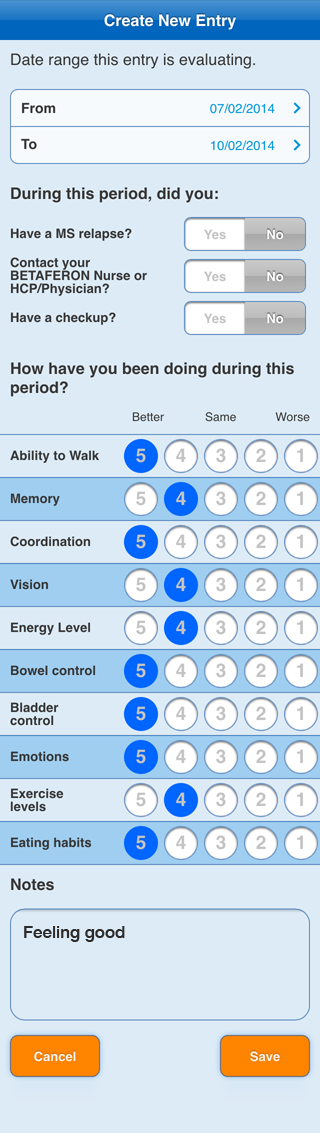 Create New Entry
Date range this entry is evaluating.
From 07/02/2014
To 10/02/2014
During this period, did you:
Have a MS relapse? Yes No
Contact your
BETAFERON Nurse or
HCP/Physician? Yes No
Have a checkup? Yes No
How have you been doing during this
period?
Better Same Worse
Ability to Walk 5 4 3 2 1
Memory 5 4 3 2 1
Coordination 5 4 3 2 1
Vision 5 4 3 2 1
Energy Level 5 4 3 2 1
Bowel control 5 4 3 2 1
Bladder
control 5 4 3 2 1
Emotions 5 4 3 2 1
Exercise
levels 5 4 3 2 1
Eating habits 5 4 3 2 1
Notes
Feeling good
Cancel Save